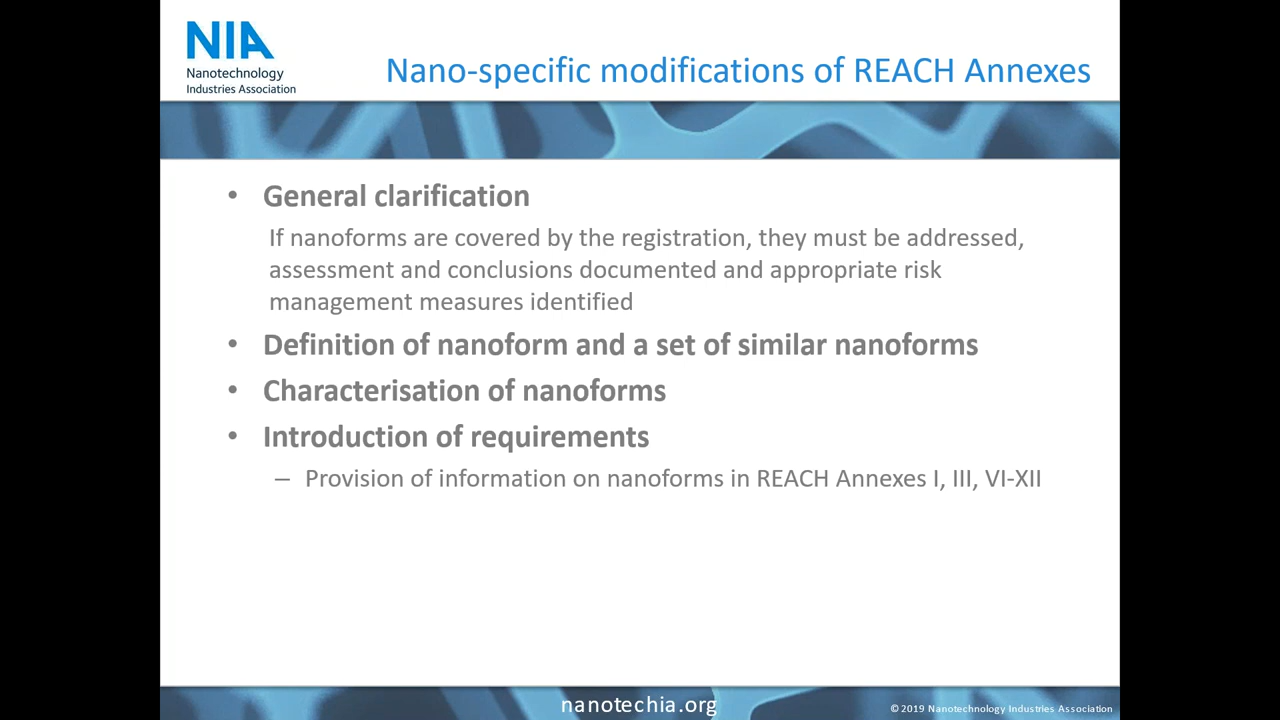 NIA
Nanotechnology
Industries Association
Nano-specific modifications of REACH Annexes
• General clarification
If nanoforms are covered by the registration, they must be addressed,
assessment and conclusions documented and appropriate risk
management measures identified
• Definition of nanoform and a set of similar nanoforms
• Characterisation of nanoforms
• Introduction of requirements
– Provision of information on nanoforms in REACH Annexes I, III, VI-XII
nanotechia.org
© 2019 Nanotechnology Industries Association